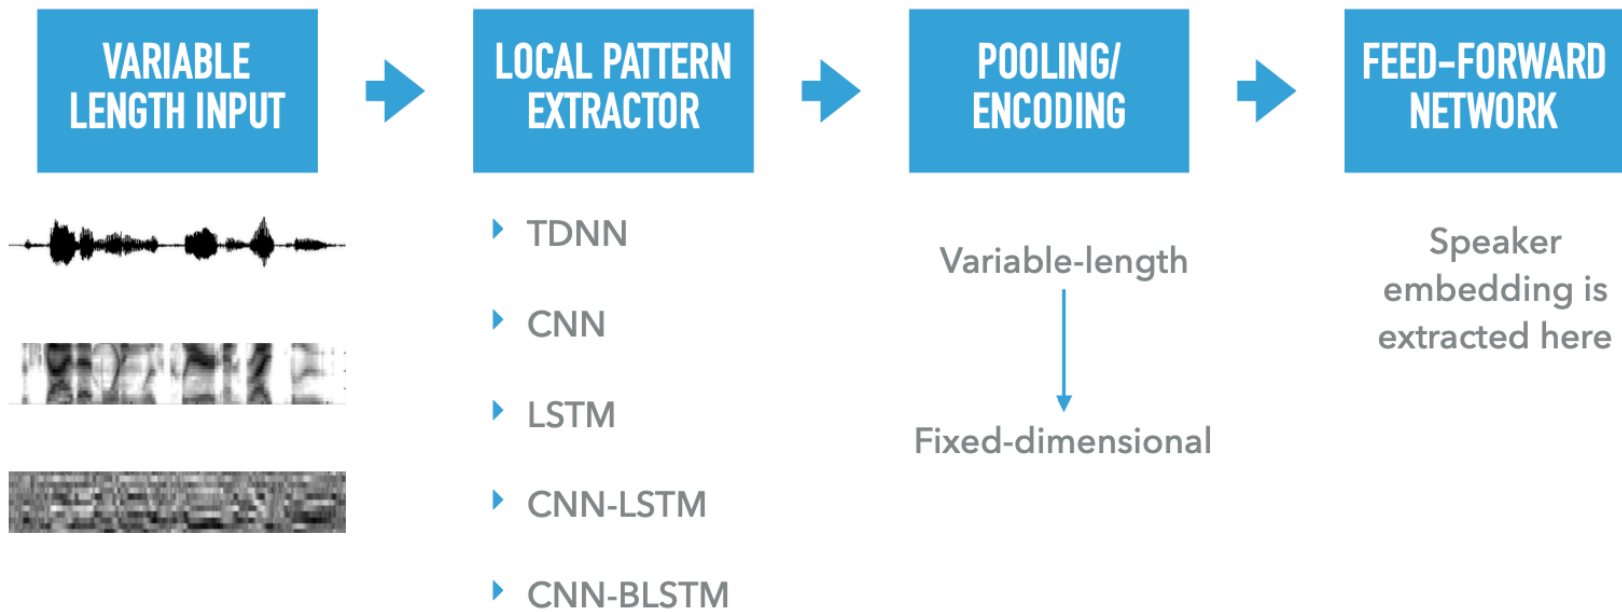 VARIABLE
LENGTH INPUT
LOCAL PATTERN
EXTRACTOR
POOLING/
ENCODING
FEED-FORWARD
NETWORK
TDNN
CNN
LSTM
CNN-LSTM
CNN-BLSTM
Variable-length
Fixed-dimensional
Speaker
embedding is
extracted here